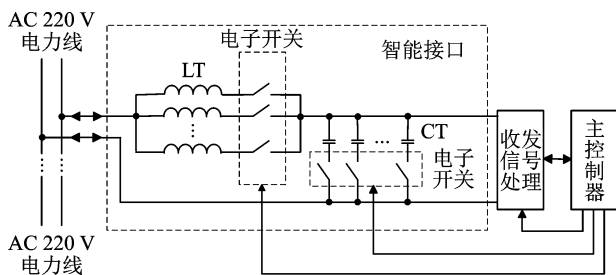 AC 220 V
电力线
电子开关
智能接口
LT
CT
电子
开关
收发
信号
处理
主
控
制
器
AC 220 V
电力线